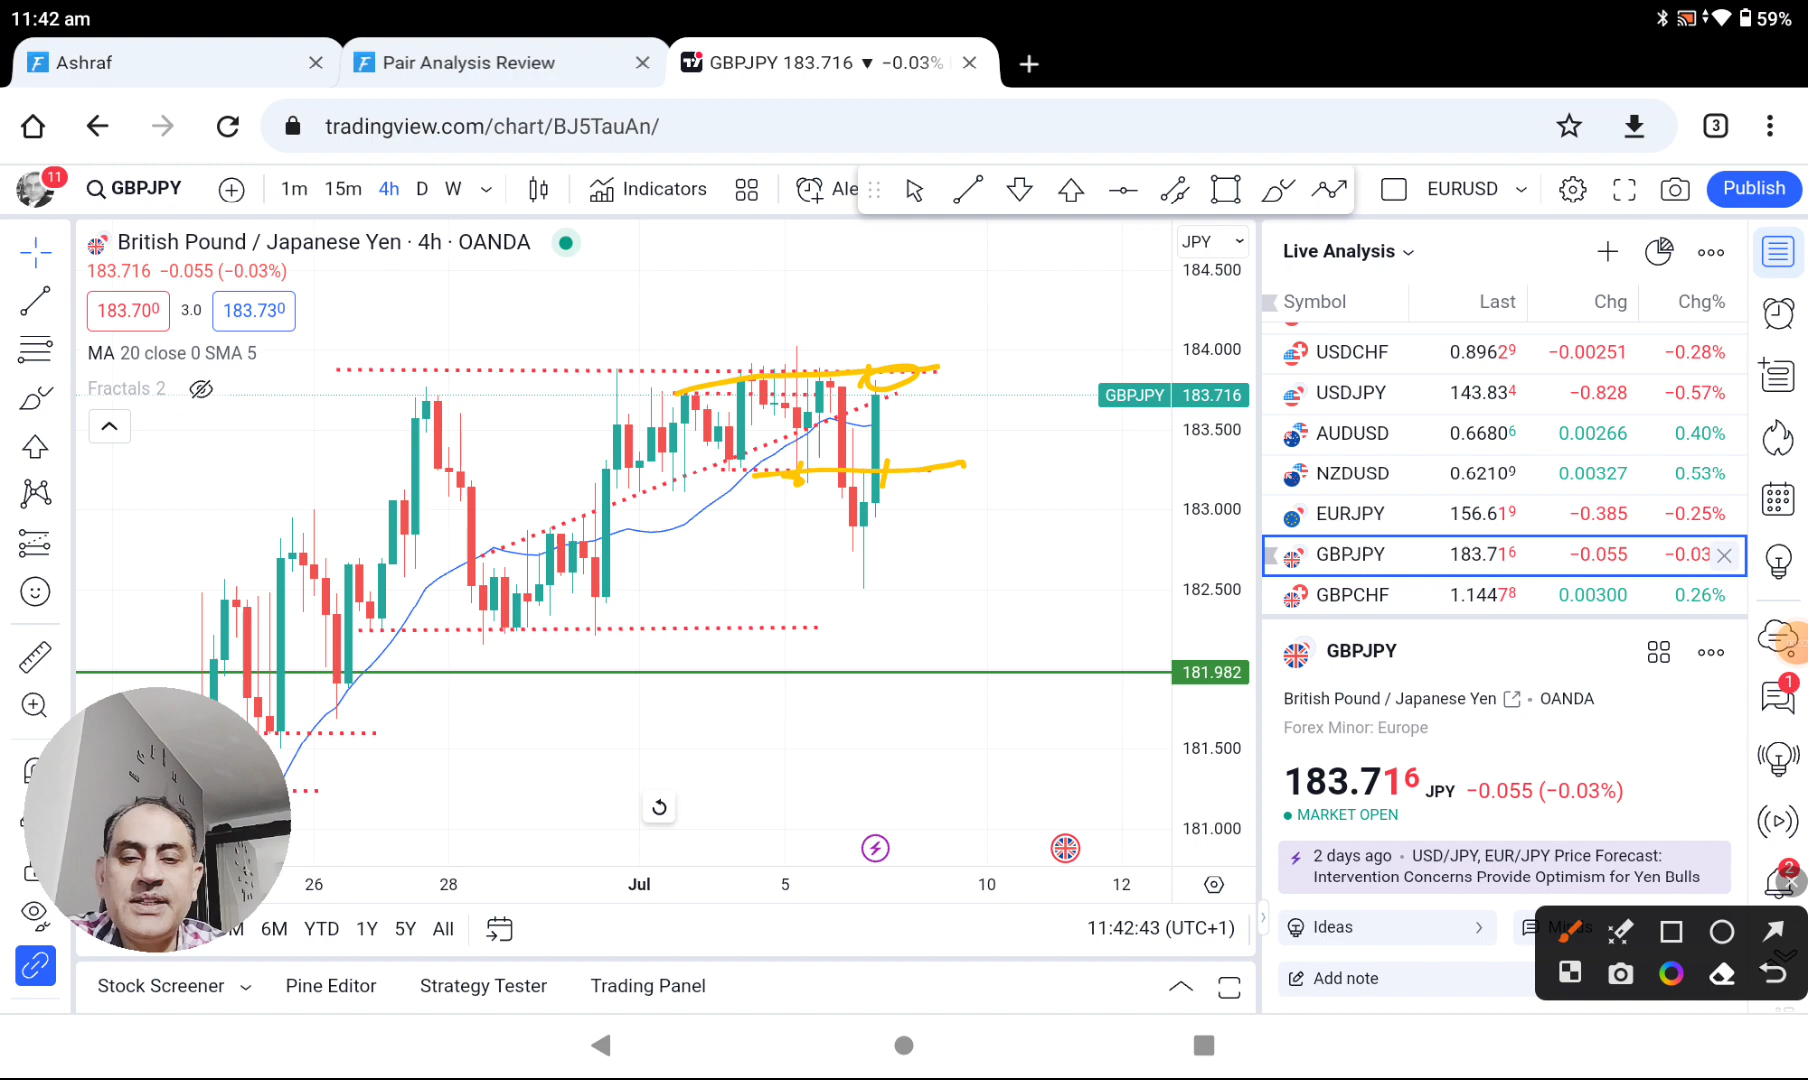 11:42 am
59%
Ashraf
Pair Analysis Review
GBPJPY 183.716 ▼ −0.03%
tradingview.com/chart/BJ5TauAn/
3
11
GBPJPY
1m 15m 4h D W
Indicators
Ale
EURUSD
Publish
British Pound / Japanese Yen · 4h · OANDA
183.716 −0.055 (−0.03%)
183.700 3.0 183.730
MA 20 close 0 SMA 5
Fractals 2
JPY
184.500
184.000
GBPJPY 183.716
183.500
183.000
182.500
181.982
181.500
181.000
26 28 Jul 5 10 12
M 6M YTD 1Y 5Y All
11:42:43 (UTC+1)
Stock Screener
Pine Editor
Strategy Tester
Trading Panel
Live Analysis
Symbol Last Chg Chg%
USDCHF 0.89629 −0.00251 −0.28%
USDJPY 143.834 −0.828 −0.57%
AUDUSD 0.66806 0.00266 0.40%
NZDUSD 0.62109 0.00327 0.53%
EURJPY 156.619 −0.385 −0.25%
GBPJPY 183.716 −0.055 −0.03
GBPCHF 1.14478 0.00300 0.26%
GBPJPY
British Pound / Japanese Yen • OANDA
Forex Minor: Europe
183.716 JPY −0.055 (−0.03%)
MARKET OPEN
2 days ago • USD/JPY, EUR/JPY Price Forecast:
Intervention Concerns Provide Optimism for Yen Bulls
Ideas
Add note
1
2